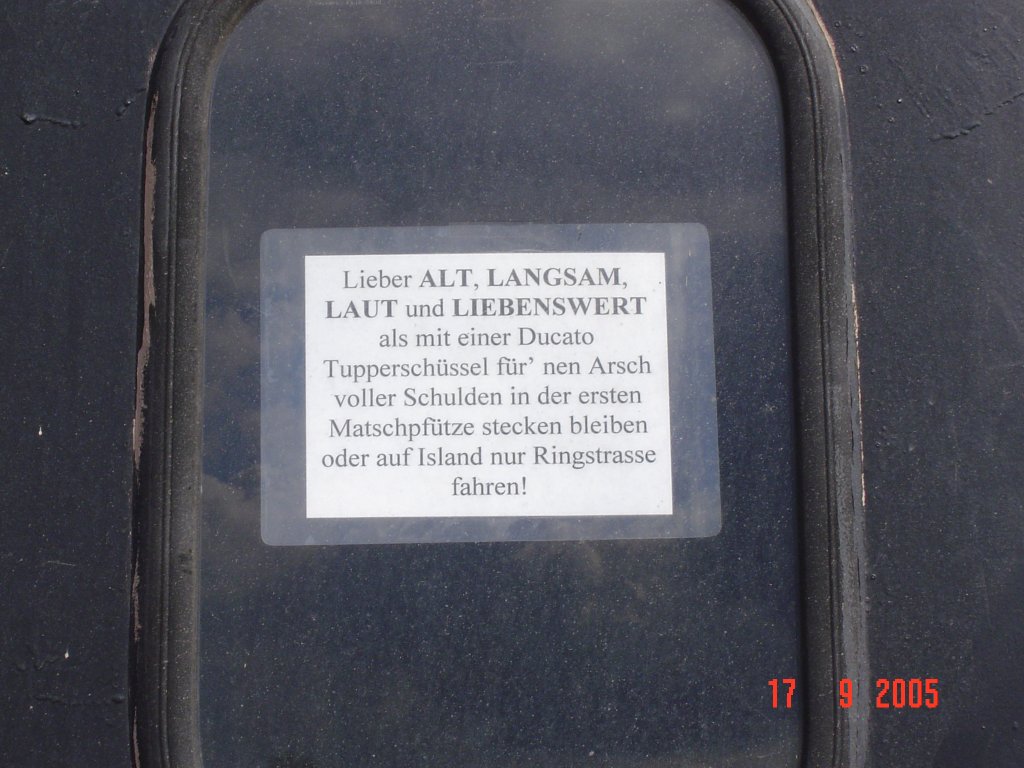 Lieber ALT, LANGSAM,
LAUT und LIEBENSWERT
als mit einer Ducato
Tupperschüssel für’ nen Arsch
voller Schulden in der ersten
Matschpfütze stecken bleiben
oder auf Island nur Ringstrasse
fahren!
17 9 2005